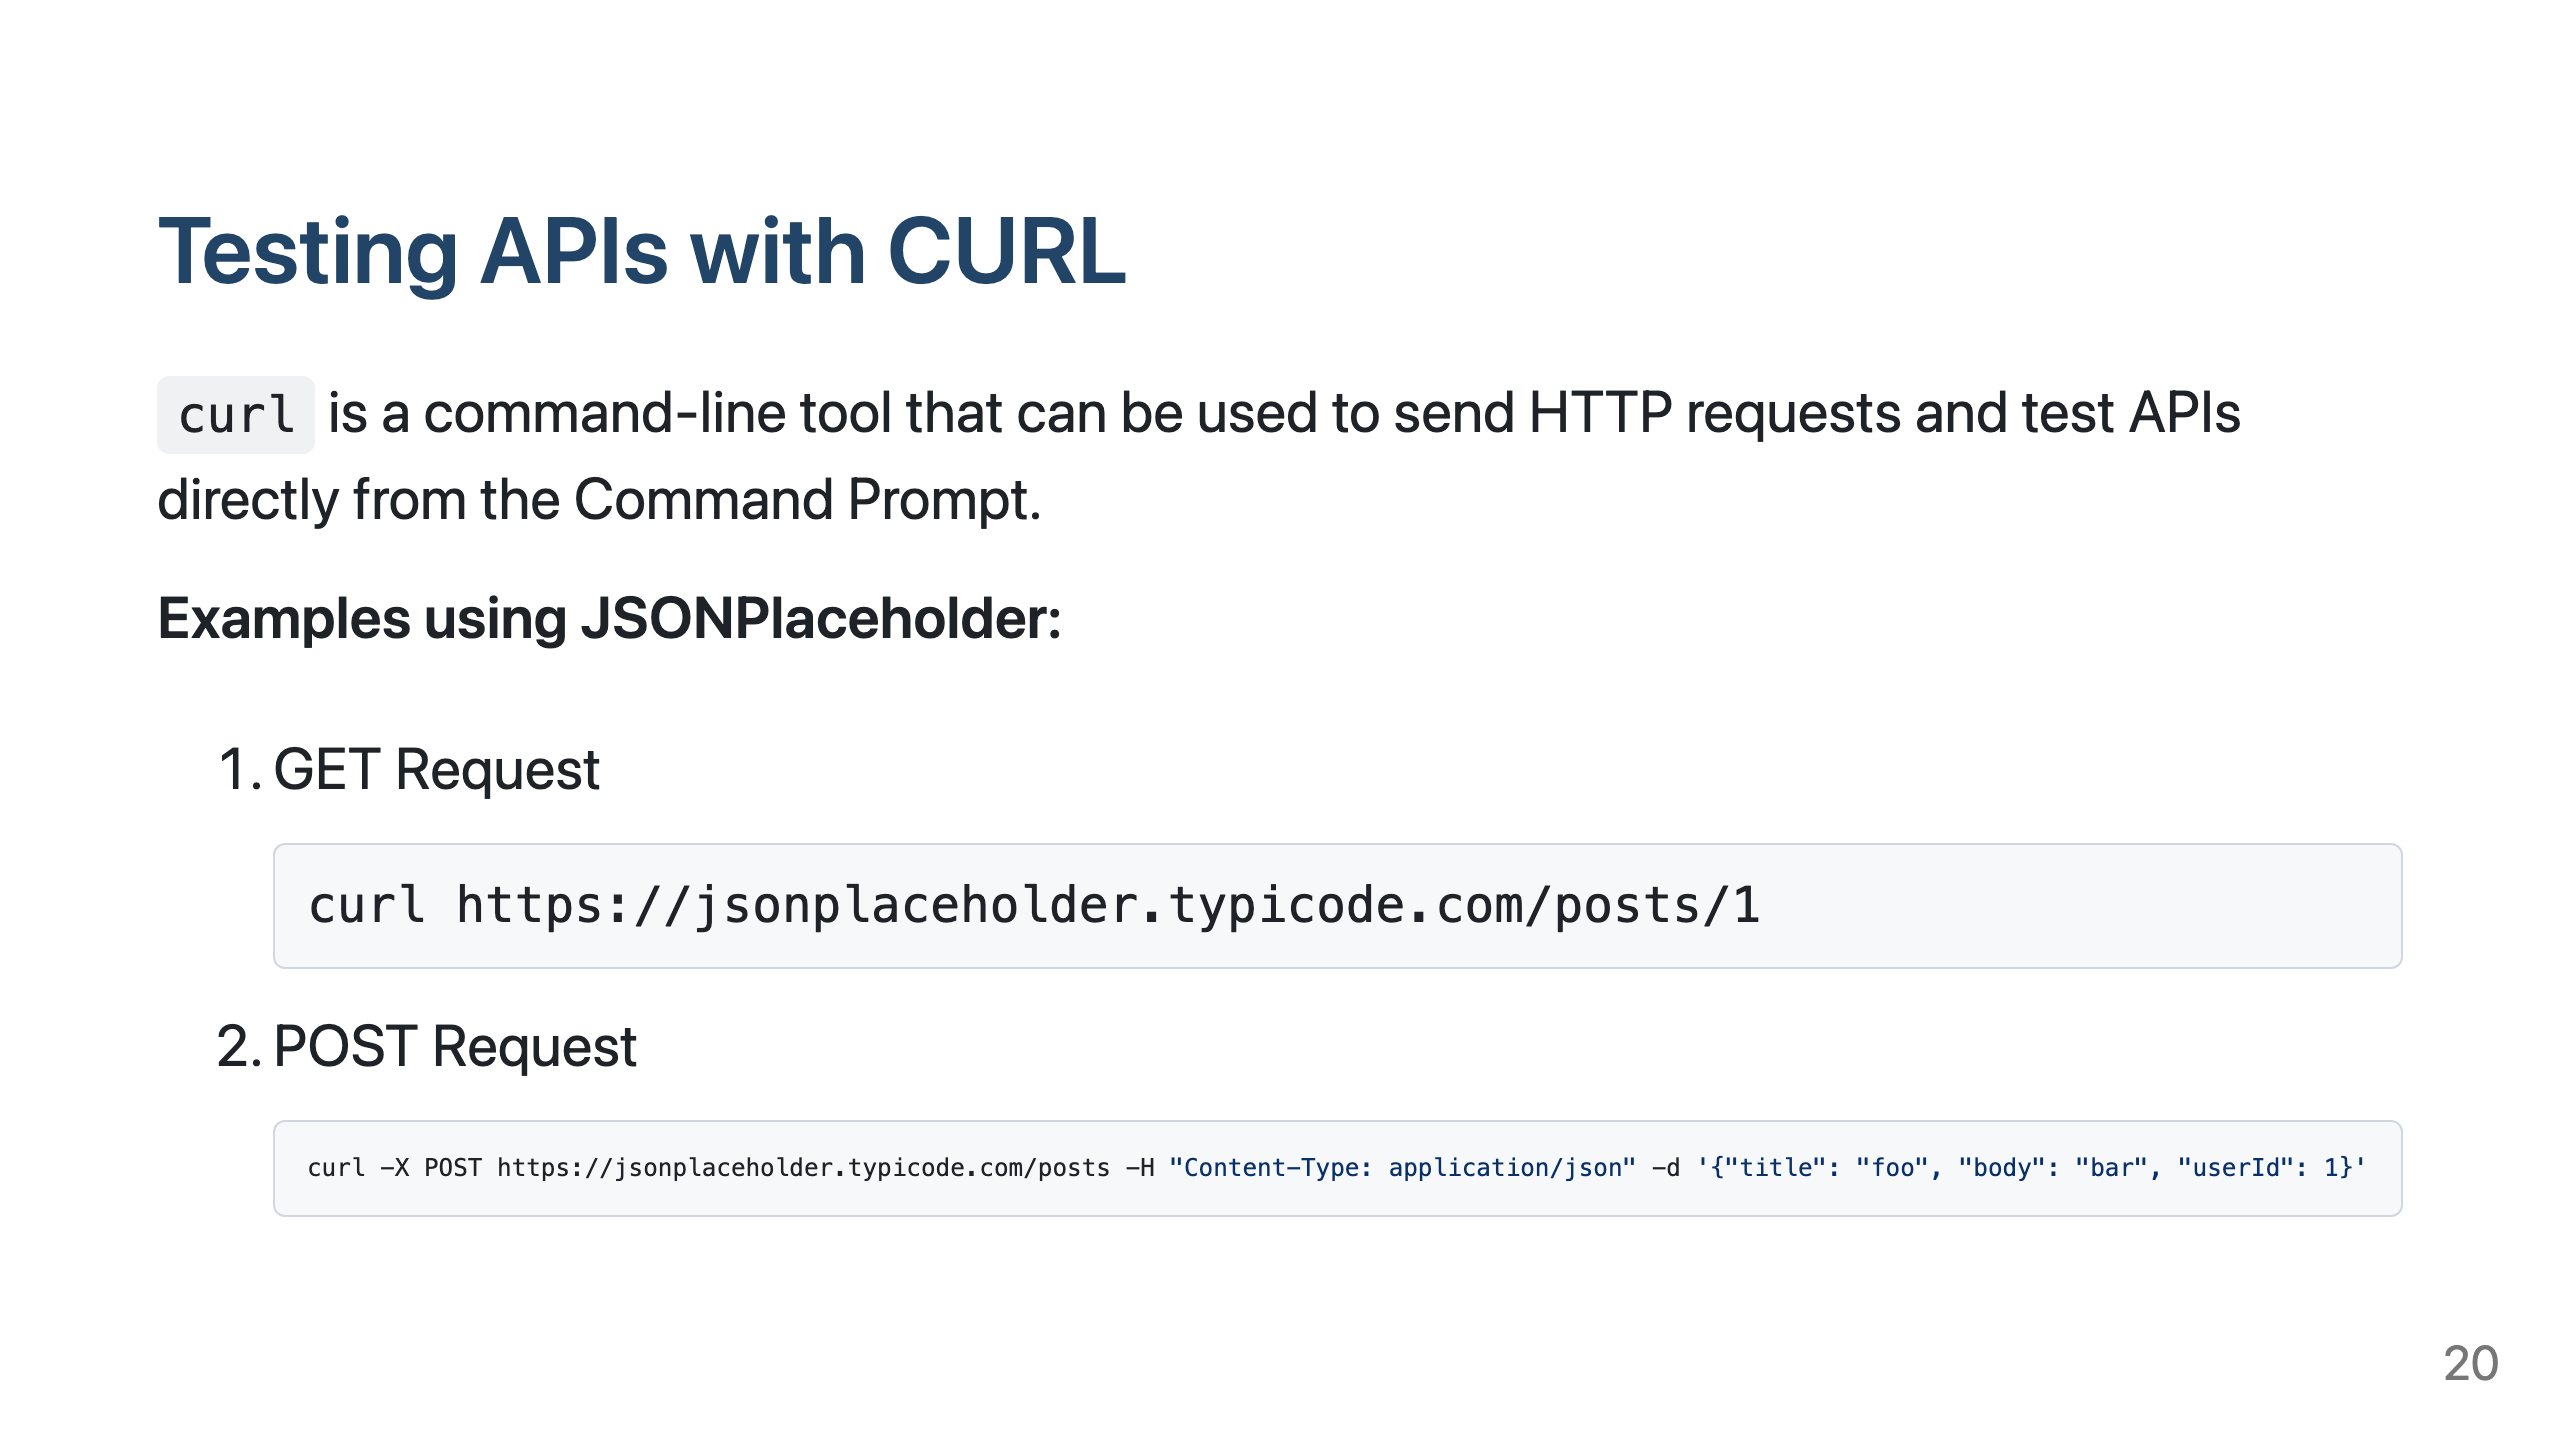 Testing APIs with CURL
curl is a command-line tool that can be used to send HTTP requests and test APIs
directly from the Command Prompt.
Examples using JSONPlaceholder:
1. GET Request
curl https://jsonplaceholder.typicode.com/posts/1
2. POST Request
curl -X POST https://jsonplaceholder.typicode.com/posts -H "Content-Type: application/json" -d '{"title": "foo", "body": "bar", "userId": 1}'
20